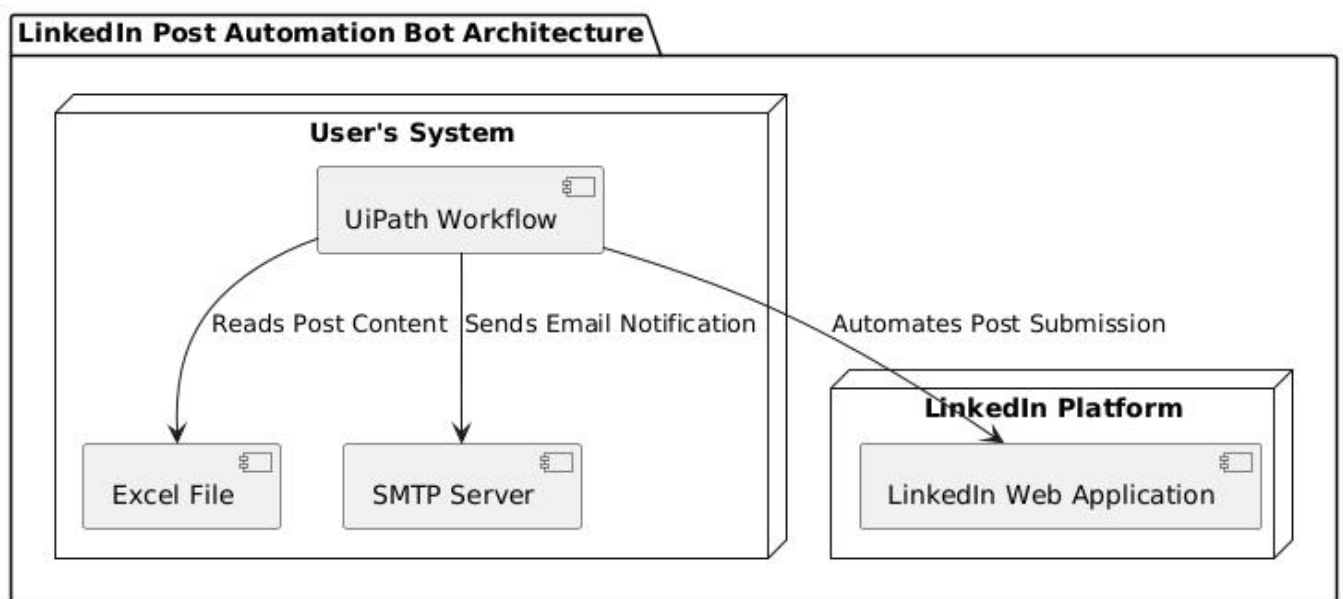 LinkedIn Post Automation Bot Architecture
User's System
UiPath Workflow
Reads Post Content
Sends Email Notification
Automates Post Submission
LinkedIn Platform
Excel File
SMTP Server
LinkedIn Web Application